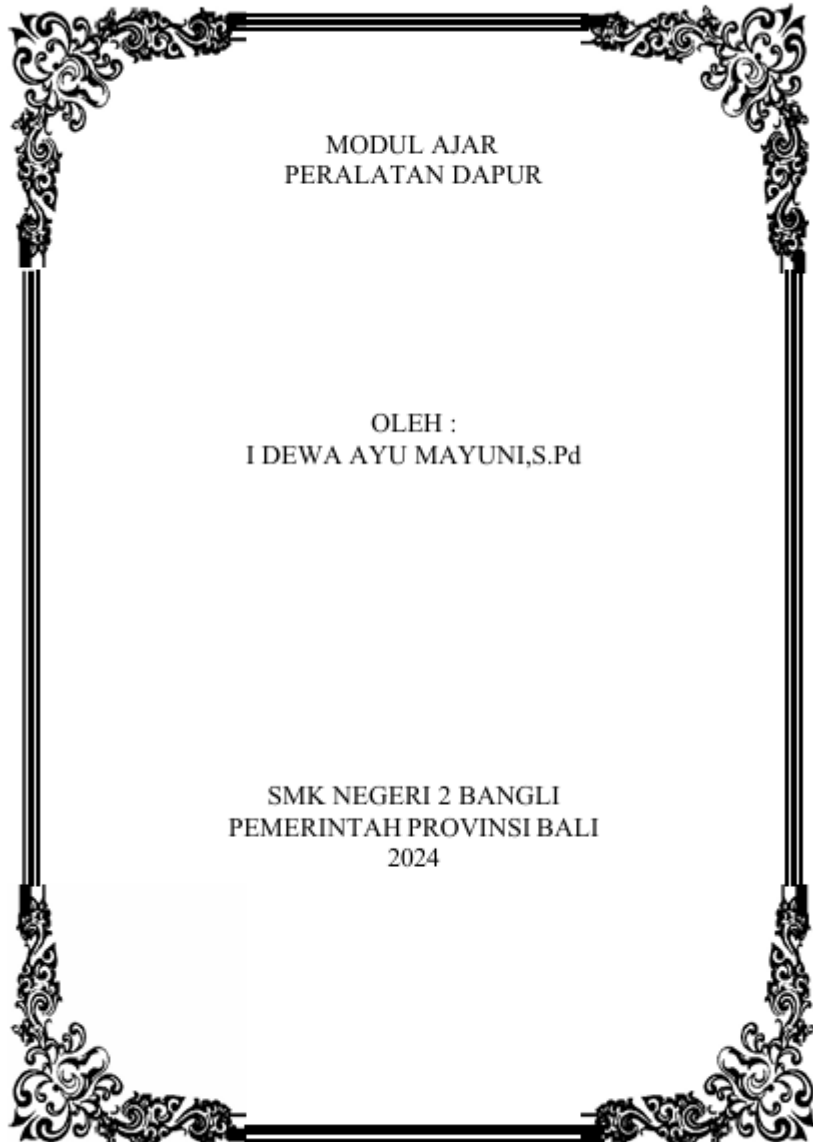 MODUL AJAR
PERALATAN DAPUR
OLEH :
I DEWA AYU MAYUNI,S.Pd
SMK NEGERI 2 BANGLI
PEMERINTAH PROVINSI BALI
2024